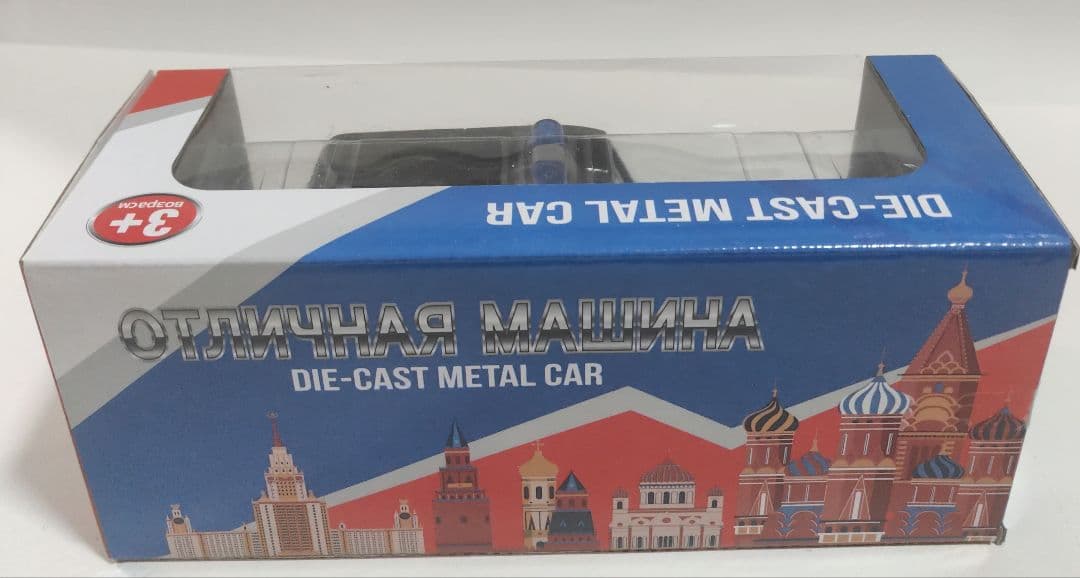 DIE-CAST METAL CAR
3+
возраст
ОТЛИЧНАЯ МАШИНА
DIE-CAST METAL CAR